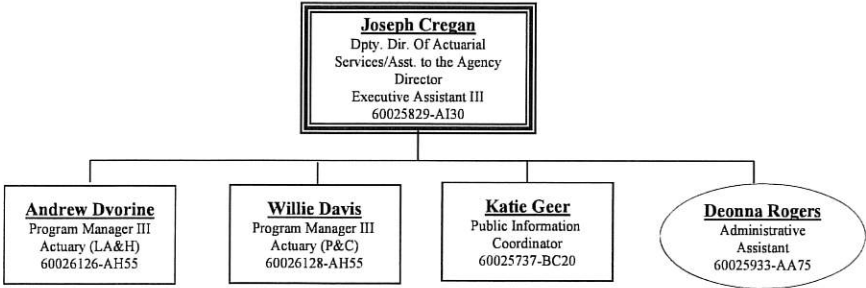 Joseph Cregan
Dpty. Dir. Of Actuarial
Services/Asst. to the Agency
Director
Executive Assistant III
60025829-AI30
Andrew Dvorine
Program Manager III
Actuary (LA&H)
60026126-AH55
Willie Davis
Program Manager III
Actuary (P&C)
60026128-AH55
Katie Geer
Public Information
Coordinator
60025737-BC20
Deonna Rogers
Administrative
Assistant
60025933-AA75